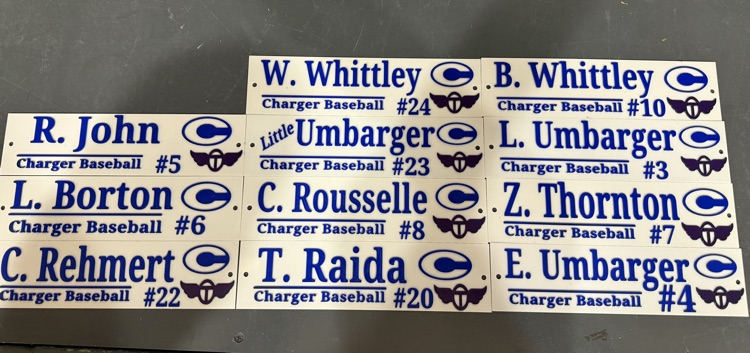 W. Whittley
Charger Baseball #24
B. Whittley
Charger Baseball #10
R. John
Charger Baseball #5
Little Umbarger
Charger Baseball #23
L. Umbarger
Charger Baseball #3
L. Borton
Charger Baseball #6
C. Rousselle
Charger Baseball #8
Z. Thornton
Charger Baseball #7
C. Rehmert
Charger Baseball #22
T. Raida
Charger Baseball #20
E. Umbarger
Charger Baseball #4